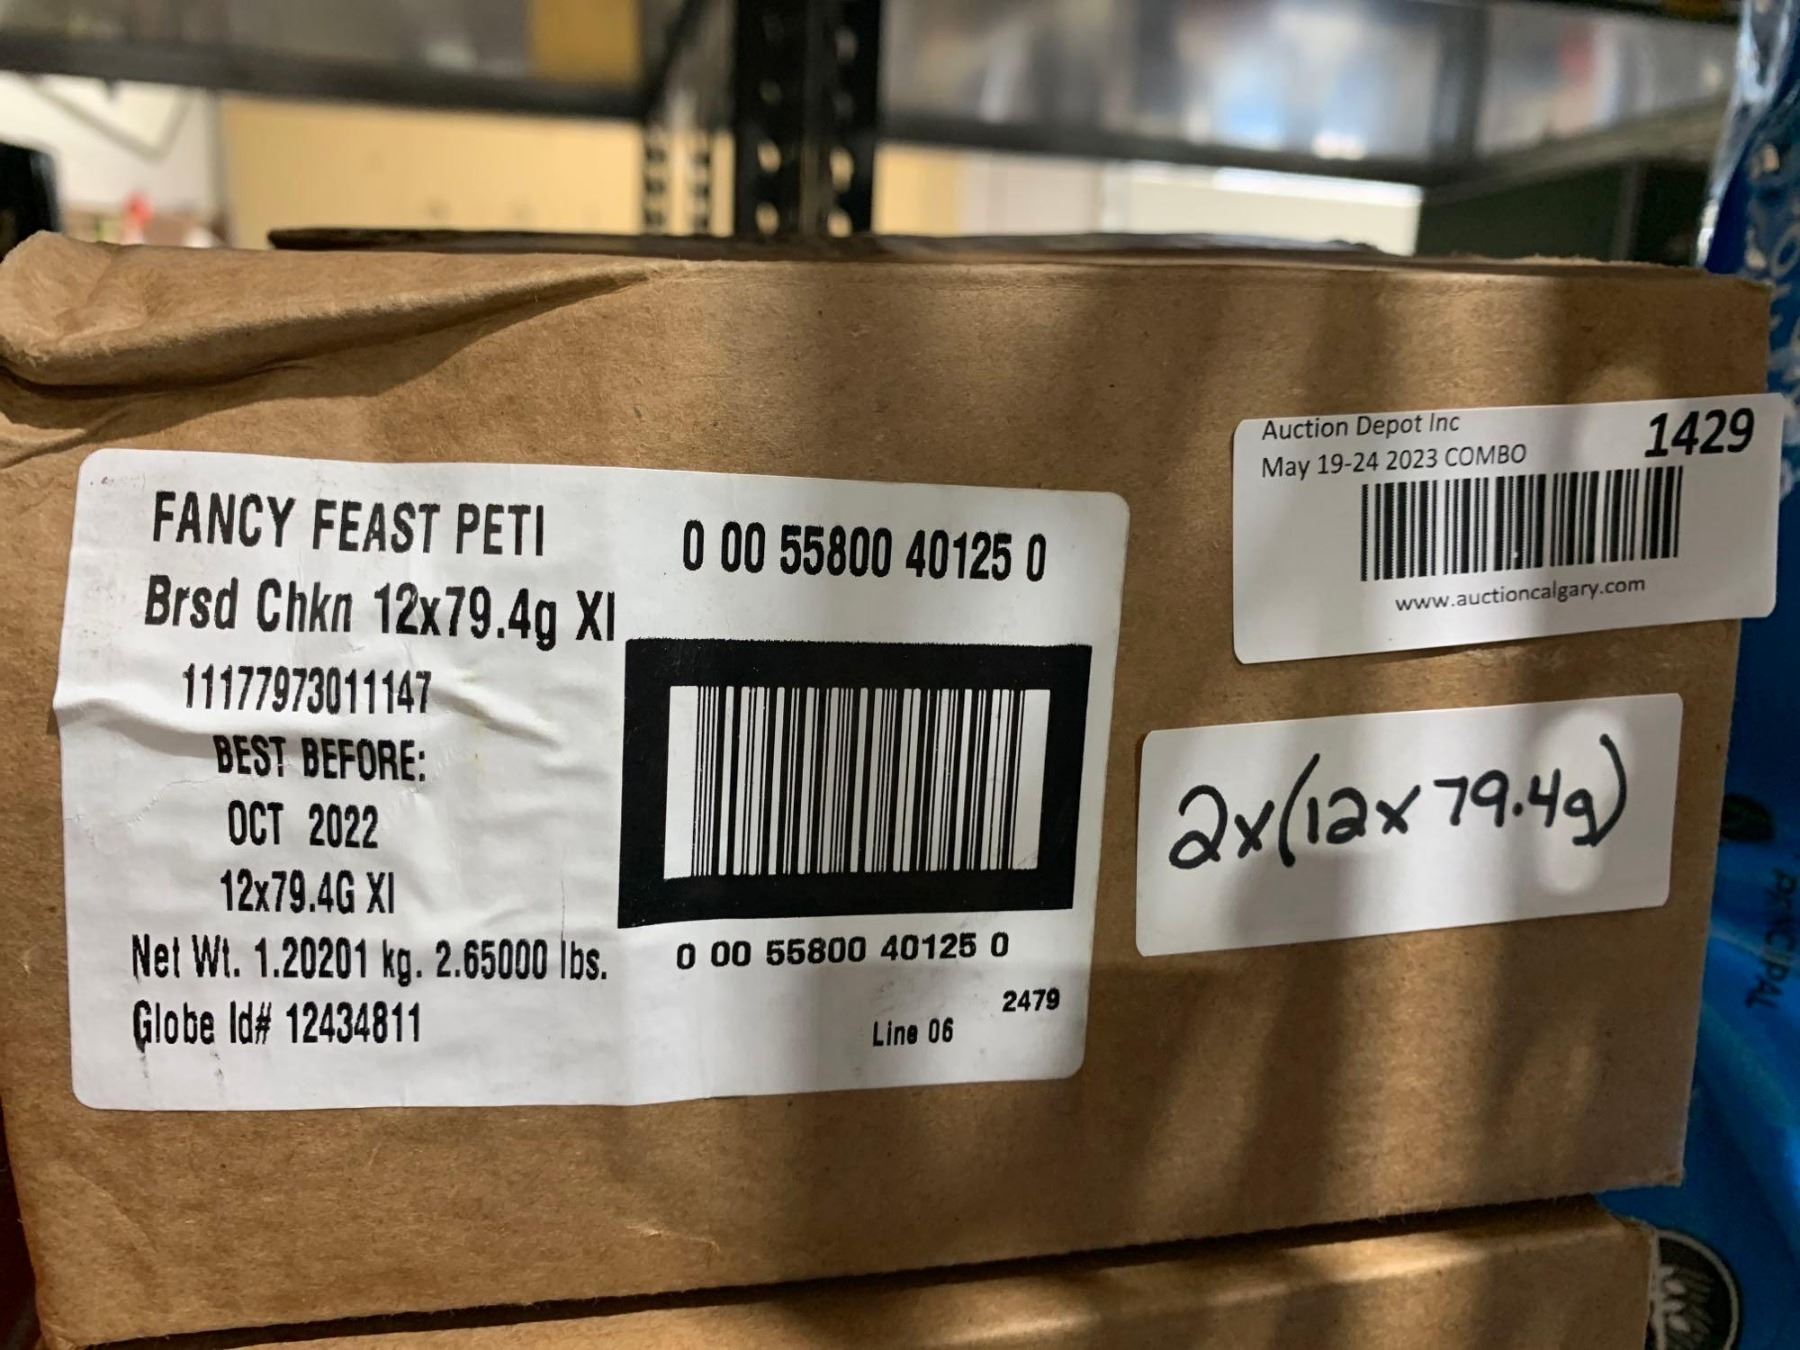 FANCY FEAST PETI
Brsd Chkn 12x79.4g XI
11177973011147
BEST BEFORE:
OCT 2022
12x79.4G XI
Net Wt. 1.20201 kg. 2.65000 lbs.
Globe Id# 12434811
0 00 55800 40125 0
0 00 55800 40125 0
2479
Line 06
Auction Depot Inc
May 19-24 2023 COMBO
1429
www.auctioncalgary.com
2x(12x79.4g)